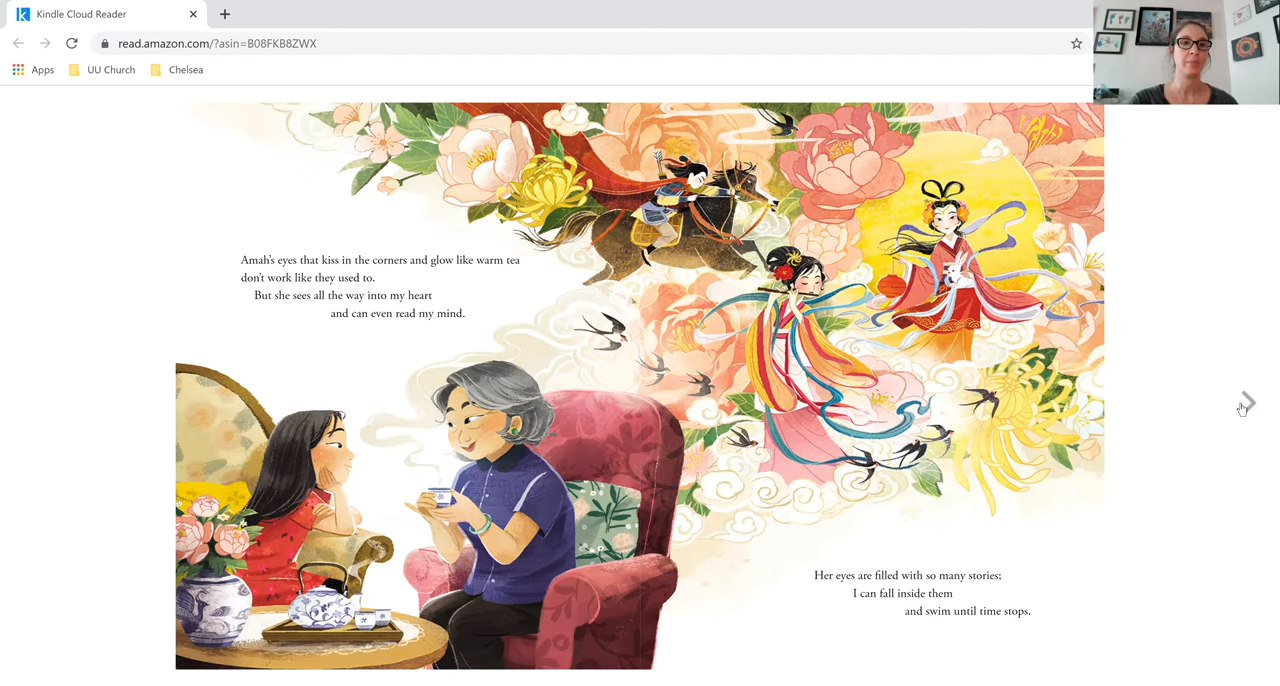 Kindle Cloud Reader
read.amazon.com/?asin=B08FKB8ZWX
Apps
UU Church
Chelsea
Amah's eyes that kiss in the corners and glow like warm tea
don't work like they used to.
But she sees all the way into my heart
and can even read my mind.
Her eyes are filled with so many stories;
I can fall inside them
and swim until time stops.